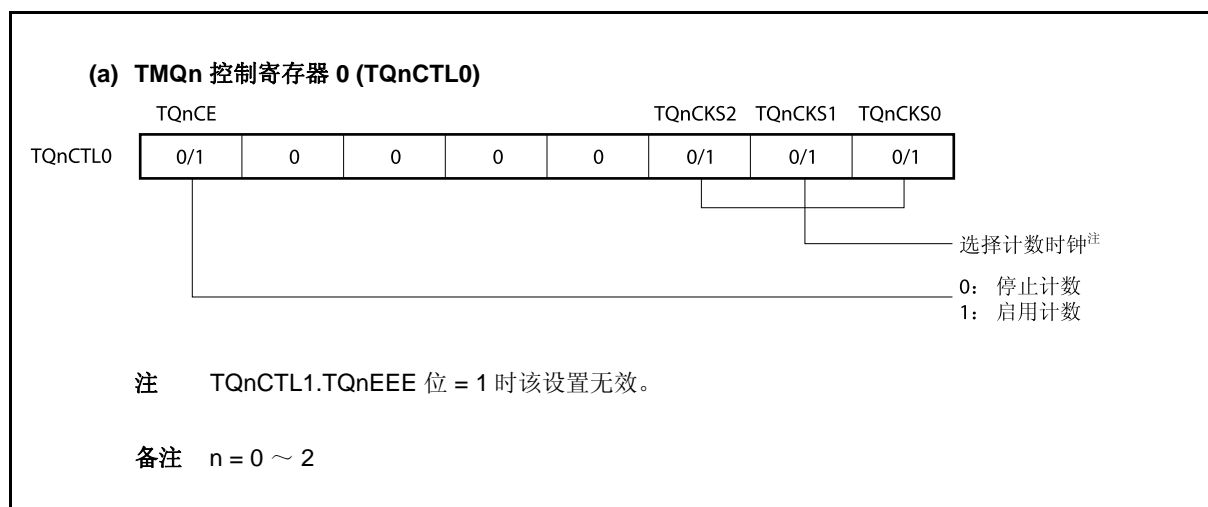 (a) TMQn 控制寄存器 0 (TQnCTL0)
TQnCE TQnCKS2 TQnCKS1 TQnCKS0
TQnCTL0 0/1 0 0 0 0 0/1 0/1 0/1
选择计数时钟注
0： 停止计数
1： 启用计数
注 TQnCTL1.TQnEEE 位 = 1 时该设置无效。
备注 n = 0 ～ 2